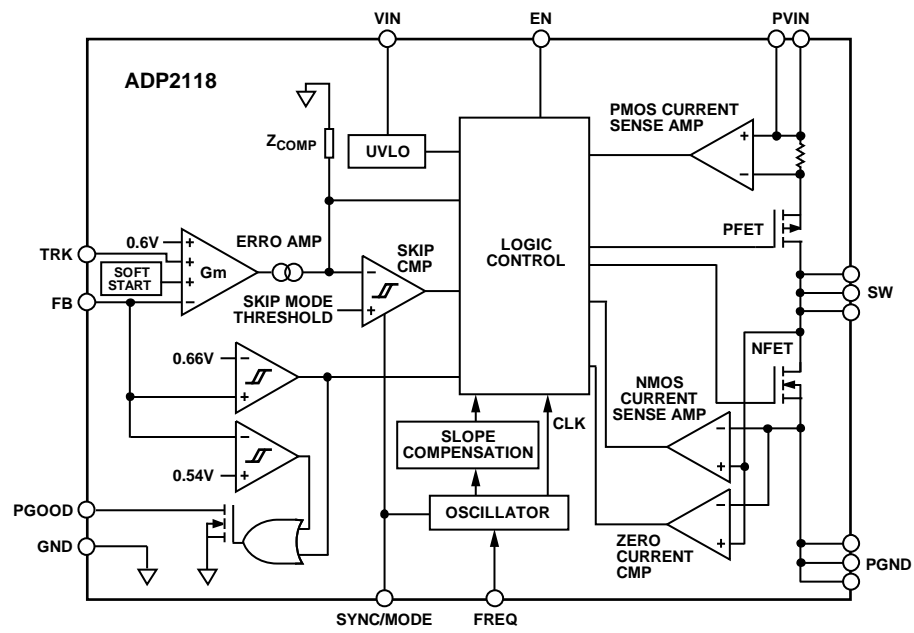 VIN
EN
PVIN
ADP2118
PMOS CURRENT
SENSE AMP
+
−
ZCOMP
UVLO
LOGIC
CONTROL
PFET
0.6V
TRK
SOFT
START
FB
+
+
+
−
Gm
ERRO AMP
SKIP
CMP
−
+
SKIP MODE
THRESHOLD
SW
NFET
0.66V
−
+
NMOS
CURRENT
SENSE AMP
−
+
CLK
SLOPE
COMPENSATION
0.54V
−
+
PGOOD
OSCILLATOR
GND
ZERO
CURRENT
CMP
−
+
PGND
SYNC/MODE
FREQ